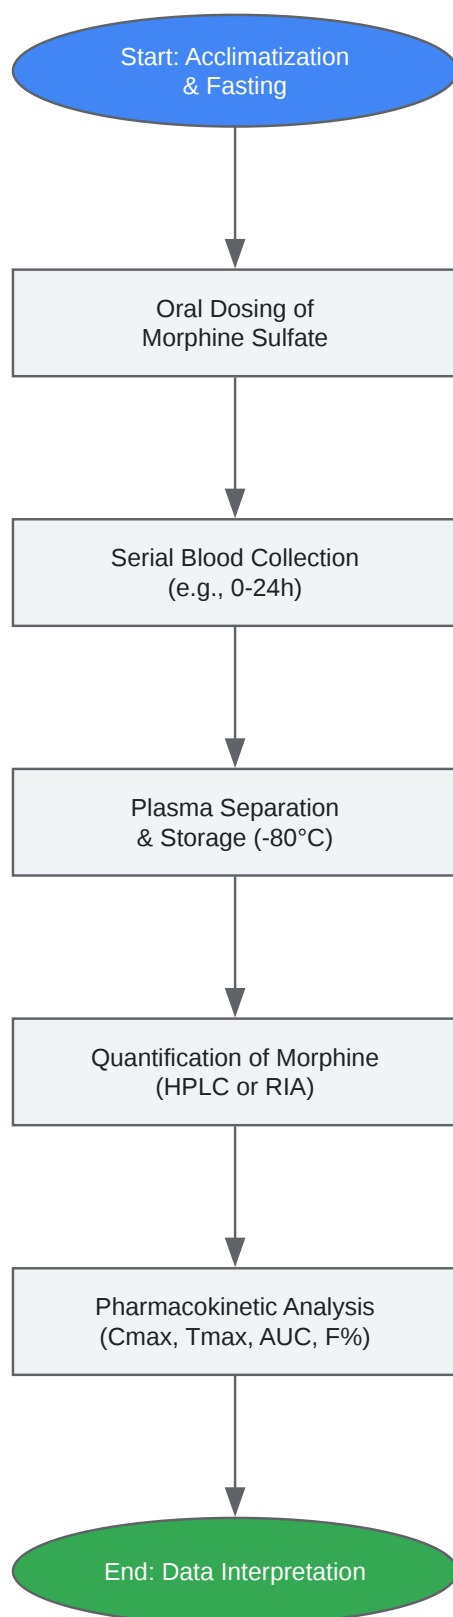 Start: Acclimatization
& Fasting
Oral Dosing of
Morphine Sulfate
Serial Blood Collection
(e.g., 0-24h)
Plasma Separation
& Storage (-80°C)
Quantification of Morphine
(HPLC or RIA)
Pharmacokinetic Analysis
(Cmax, Tmax, AUC, F%)
End: Data Interpretation